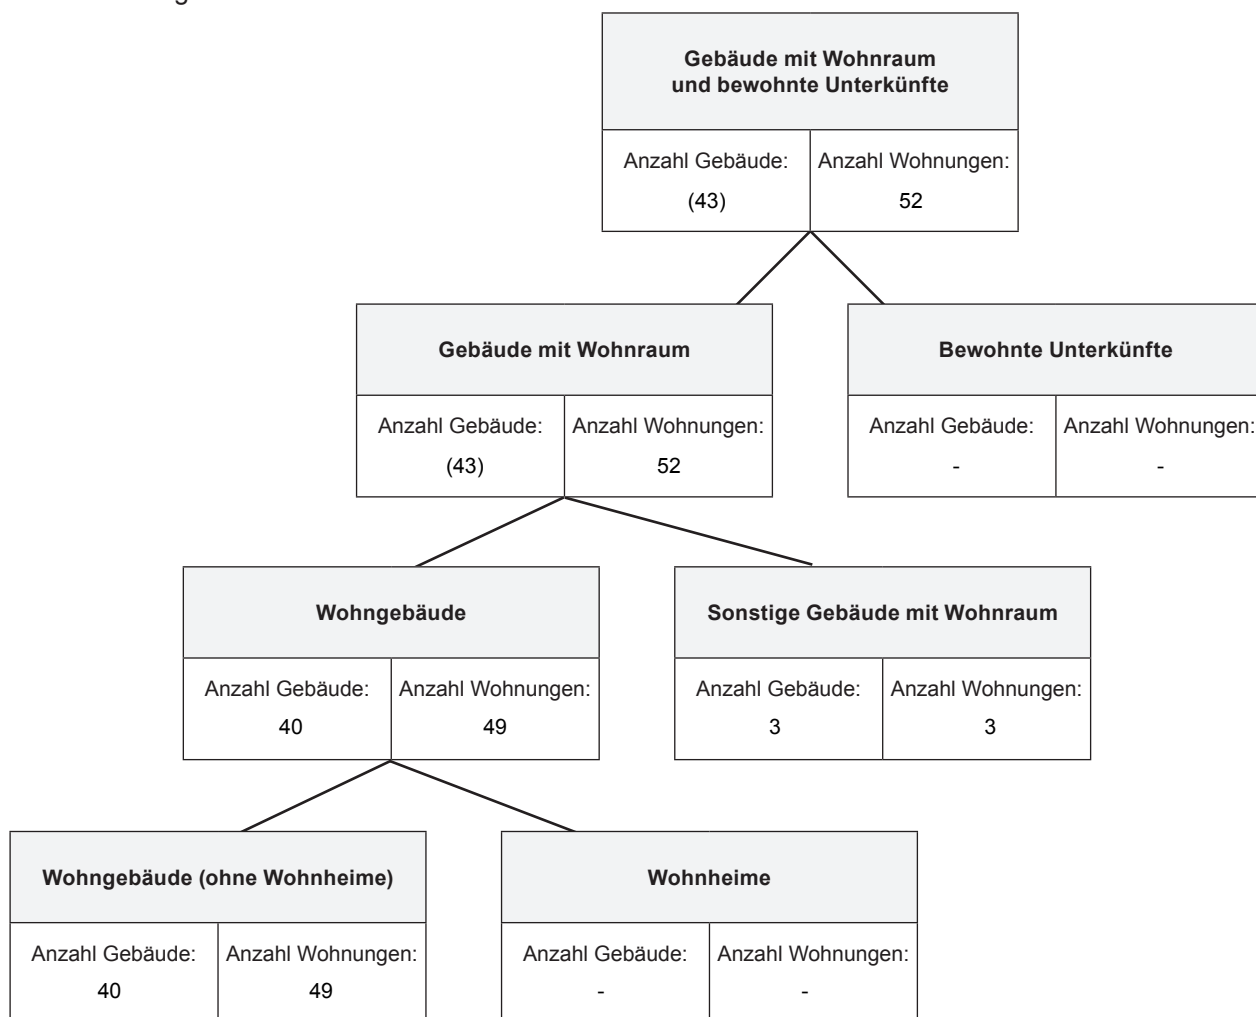 Gebäude mit Wohnraum
und bewohnte Unterkünfte
Anzahl Gebäude: Anzahl Wohnungen:
(43) 52
Gebäude mit Wohnraum
Anzahl Gebäude: Anzahl Wohnungen:
(43) 52
Bewohnte Unterkünfte
Anzahl Gebäude: Anzahl Wohnungen:
- -
Wohngebäude
Anzahl Gebäude: Anzahl Wohnungen:
40 49
Sonstige Gebäude mit Wohnraum
Anzahl Gebäude: Anzahl Wohnungen:
3 3
Wohngebäude (ohne Wohnheime)
Anzahl Gebäude: Anzahl Wohnungen:
40 49
Wohnheime
Anzahl Gebäude: Anzahl Wohnungen:
- -